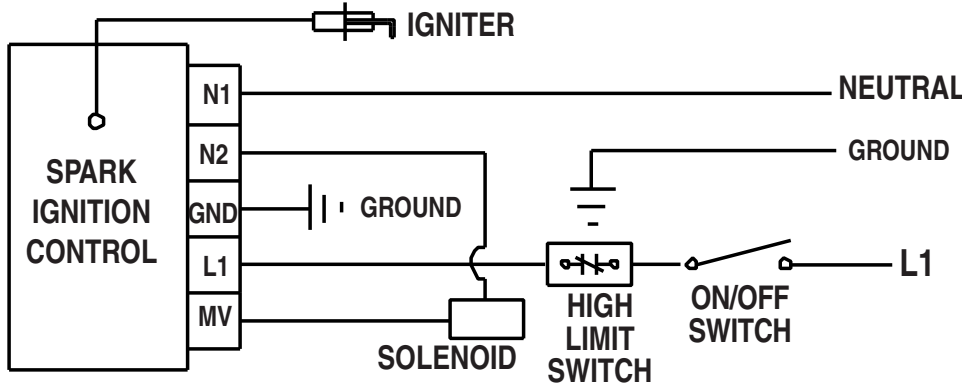 IGNITER
N1
NEUTRAL
N2
GROUND
SPARK
IGNITION
CONTROL
GND
GROUND
L1
L1
HIGH
LIMIT
SWITCH
ON/OFF
SWITCH
MV
SOLENOID